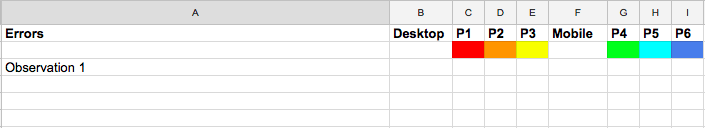 A B C D E F G H I
Errors Desktop P1 P2 P3 Mobile P4 P5 P6
Observation 1